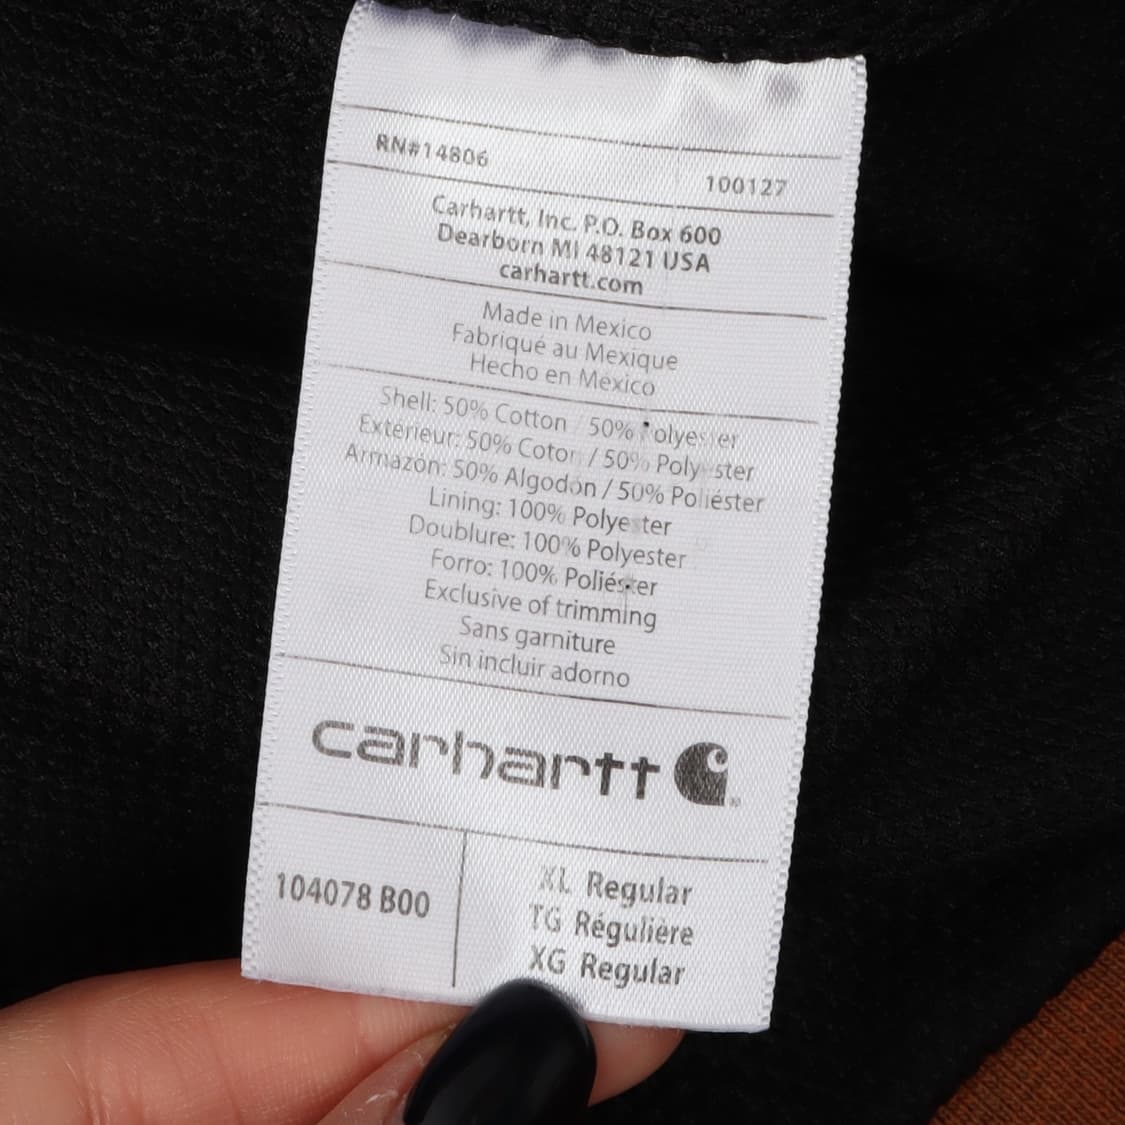 RN#14806
100127
Carhartt, Inc. P.O. Box 600
Dearborn MI 48121 USA
carhartt.com
Made in Mexico
Fabriqué au Mexique
Hecho en México
Shell: 50% Cotton / 50% Polyester
Extérieur: 50% Coton / 50% Polyester
Armazón: 50% Algodón / 50% Poliéster
Lining: 100% Polyester
Doublure: 100% Polyester
Forro: 100% Poliéster
Exclusive of trimming
Sans garniture
Sin incluir adorno
carhartt
104078 B00
XL Regular
TG Régulière
XG Regular